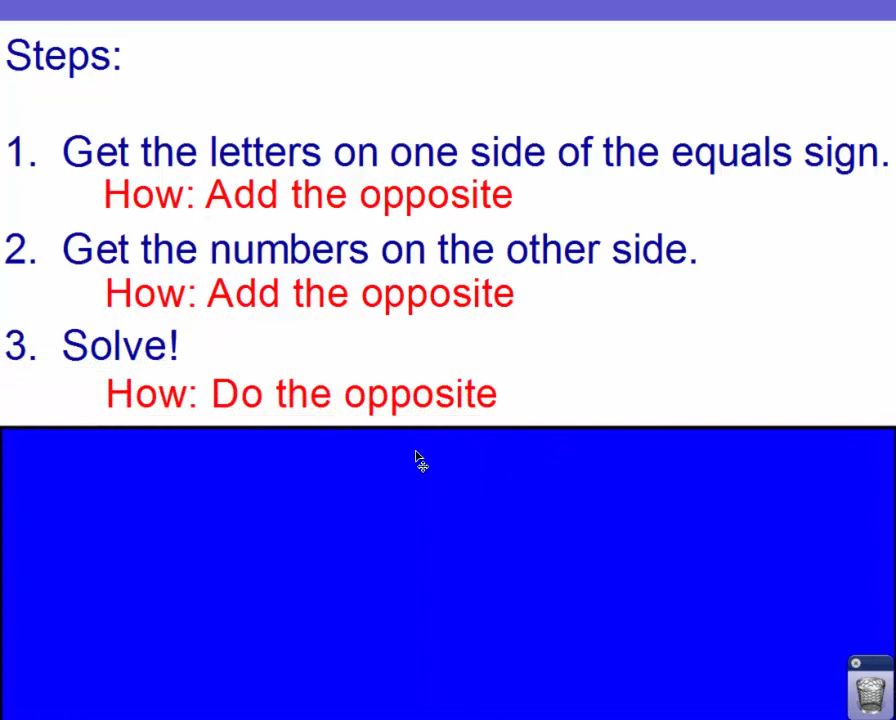 Steps:
1. Get the letters on one side of the equals sign.
How: Add the opposite
2. Get the numbers on the other side.
How: Add the opposite
3. Solve!
How: Do the opposite